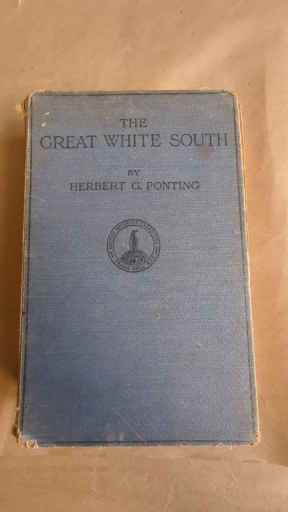 THE
GREAT WHITE SOUTH
BY
HERBERT G. PONTING